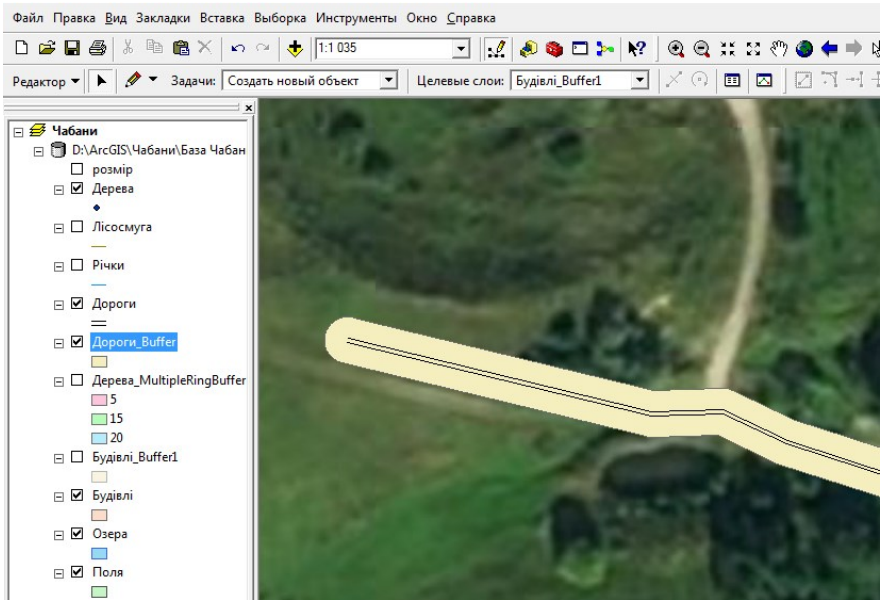 Файл Правка Вид Закладки Вставка Выборка Инструменты Окно Справка
1:1 035
Редактор Задачи: Создать новый объект Целевые слои: Будівлі_Buffer1
Чабани
D:\ArcGIS\Чабани\База Чабан
розмір
Дерева
Лісосмуга
Річки
Дороги
Дороги_Buffer
Дерева_MultipleRingBuffer
5
15
20
Будівлі_Buffer1
Будівлі
Озера
Поля